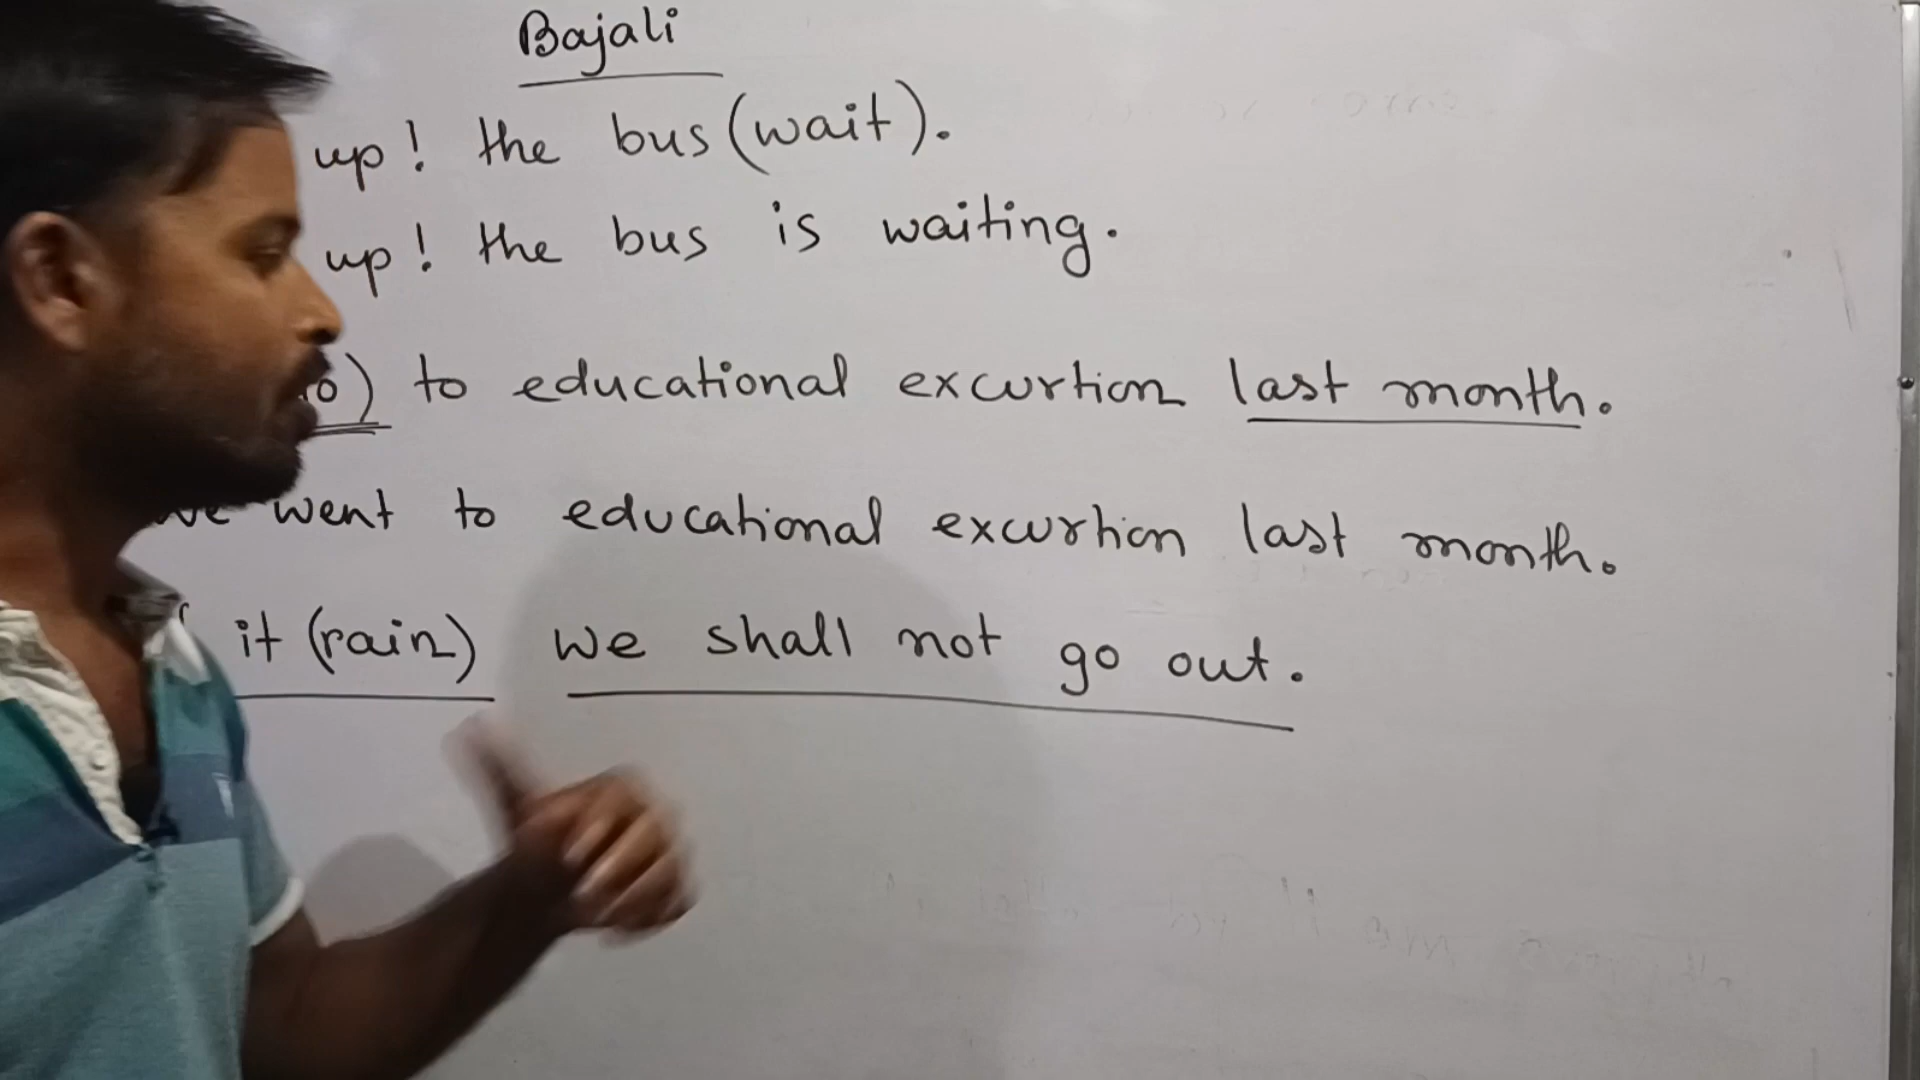 Bajali
up! the bus (wait).
up! the bus is waiting.
to educational excurtion last month.
went to educational excurtion last month.
it (rain) we shall not go out.